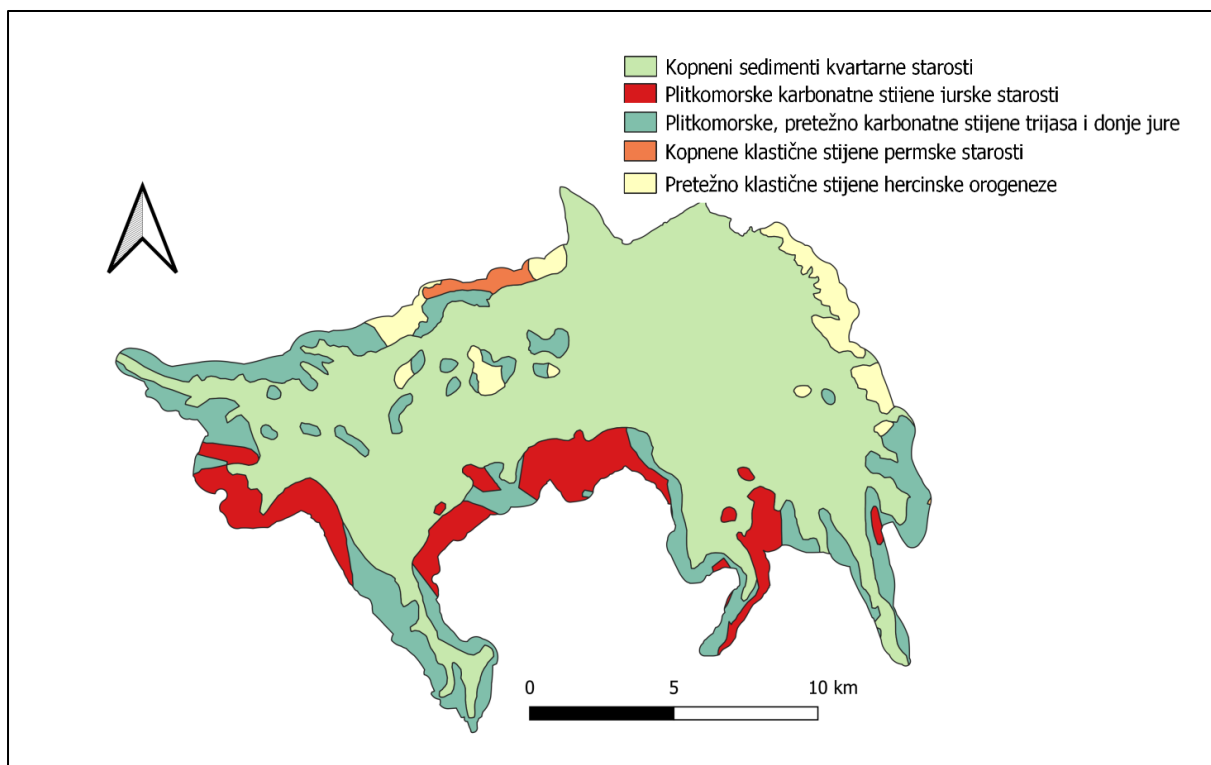 Kopneni sedimenti kvartarne starosti
Plitkomorske karbonatne stijene jurske starosti
Plitkomorske, pretežno karbonatne stijene trijasa i donje jure
Kopnene klastične stijene permske starosti
Pretežno klastične stijene hercinske orogeneze
0 5 10 km